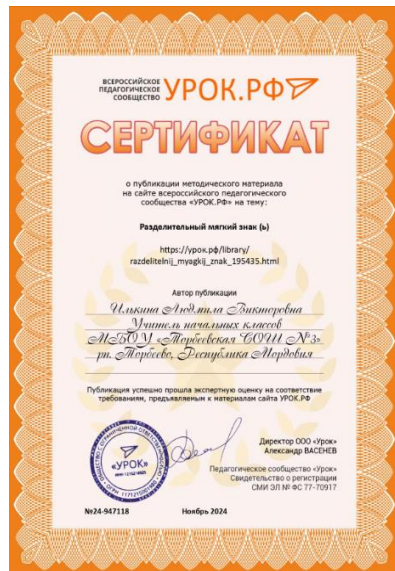 ВСЕРОССИЙСКОЕ
ПЕДАГОГИЧЕСКОЕ
СООБЩЕСТВО
УРОК.РФ
СЕРТИФИКАТ
о публикации методического материала
на сайте всероссийского педагогического
сообщества «УРОК.РФ» на тему:
Разделительный мягкий знак (ь)
https://урок.рф/library/
razdelitelnij_myagkij_znak_195435.html
Автор публикации
Илькина Людмила Викторовна
Учитель начальных классов
МБОУ «Торбеевская СОШ №3»
рп. Торбеево, Республика Мордовия
Публикация успешно прошла экспертную оценку на соответствие
требованиям, предъявляемым к материалам сайта УРОК.РФ
«УРОК»
Директор ООО «Урок»
Александр ВАСЕНЕВ
Педагогическое сообщество «Урок»
Свидетельство о регистрации
СМИ ЭЛ № ФС 77-70917
№24-947118
Ноябрь 2024